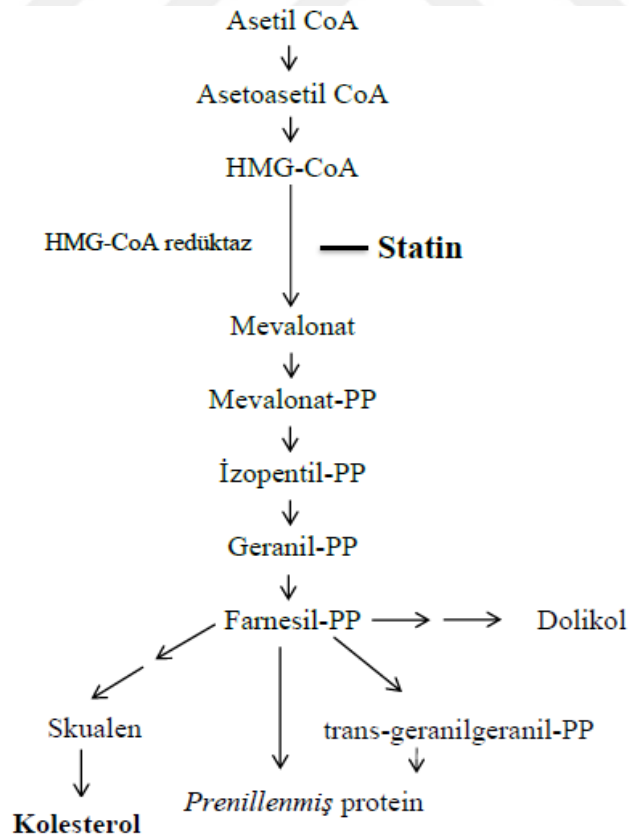 Asetil CoA
Asetoasetil CoA
HMG-CoA
HMG-CoA redüktaz
Statin
Mevalonat
Mevalonat-PP
İzopentil-PP
Geranil-PP
Farnesil-PP
Dolikol
Skualen
trans-geranilgeranil-PP
Prenillenmiş protein
Kolesterol